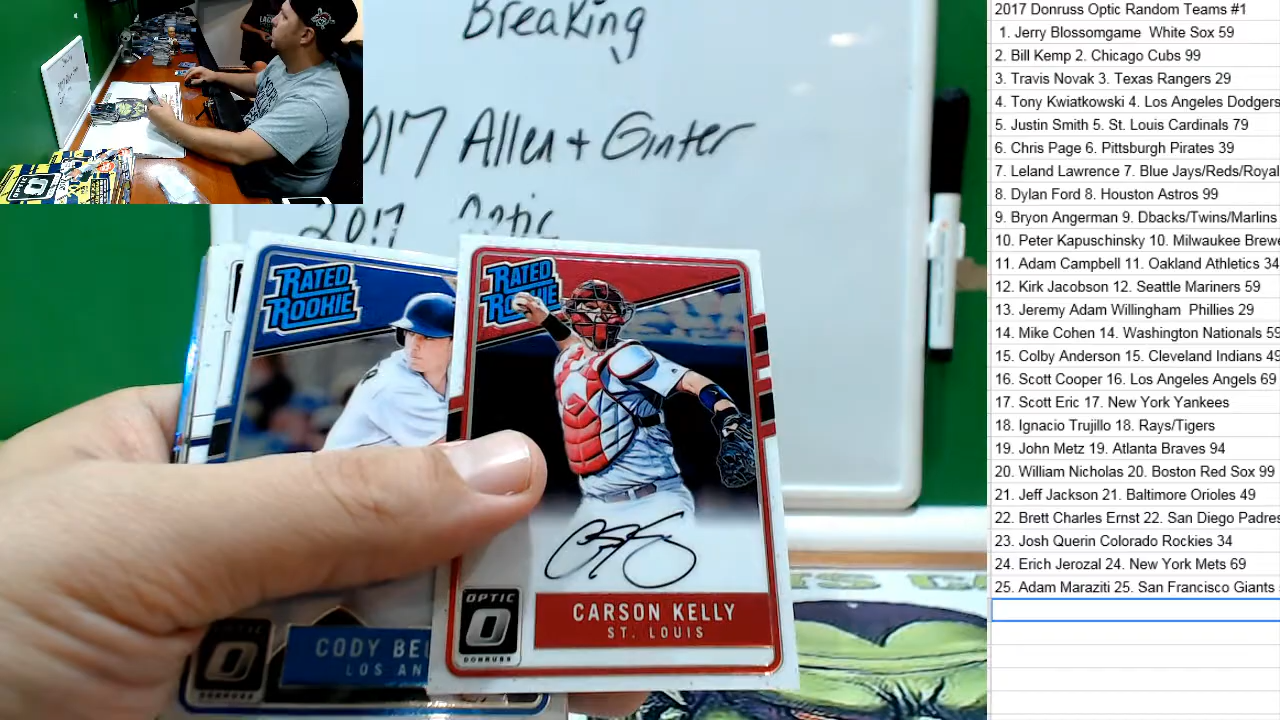 Breaking
2017 Allen + Ginter
2017 Optic
RATED
ROOKIE
CODY BEL
LOS AN
OPTIC
DONRUSS
RATED
ROOKIE
CARSON KELLY
ST. LOUIS
OPTIC
DONRUSS
2017 Donruss Optic Random Teams #1
1. Jerry Blossomgame White Sox 59
2. Bill Kemp 2. Chicago Cubs 99
3. Travis Novak 3. Texas Rangers 29
4. Tony Kwiatkowski 4. Los Angeles Dodgers
5. Justin Smith 5. St. Louis Cardinals 79
6. Chris Page 6. Pittsburgh Pirates 39
7. Leland Lawrence 7. Blue Jays/Reds/Royal
8. Dylan Ford 8. Houston Astros 99
9. Bryon Angerman 9. Dbacks/Twins/Marlins
10. Peter Kapuschinsky 10. Milwaukee Brewe
11. Adam Campbell 11. Oakland Athletics 34
12. Kirk Jacobson 12. Seattle Mariners 59
13. Jeremy Adam Willingham Phillies 29
14. Mike Cohen 14. Washington Nationals 55
15. Colby Anderson 15. Cleveland Indians 49
16. Scott Cooper 16. Los Angeles Angels 69
17. Scott Eric 17. New York Yankees
18. Ignacio Trujillo 18. Rays/Tigers
19. John Metz 19. Atlanta Braves 94
20. William Nicholas 20. Boston Red Sox 99
21. Jeff Jackson 21. Baltimore Orioles 49
22. Brett Charles Ernst 22. San Diego Padres
23. Josh Querin Colorado Rockies 34
24. Erich Jerozal 24. New York Mets 69
25. Adam Maraziti 25. San Francisco Giants